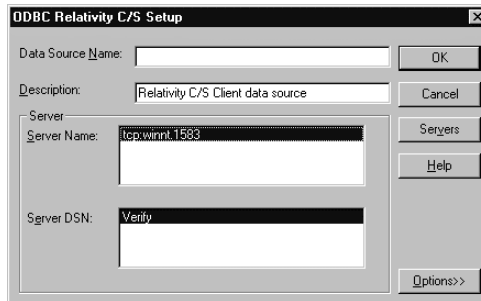 ODBC Relativity C/S Setup
Data Source Name:
OK
Description: Relativity C/S Client data source
Cancel
Server
Server Name: tcp:winnt.1583
Servers
Help
Server DSN: Verify
Options>>